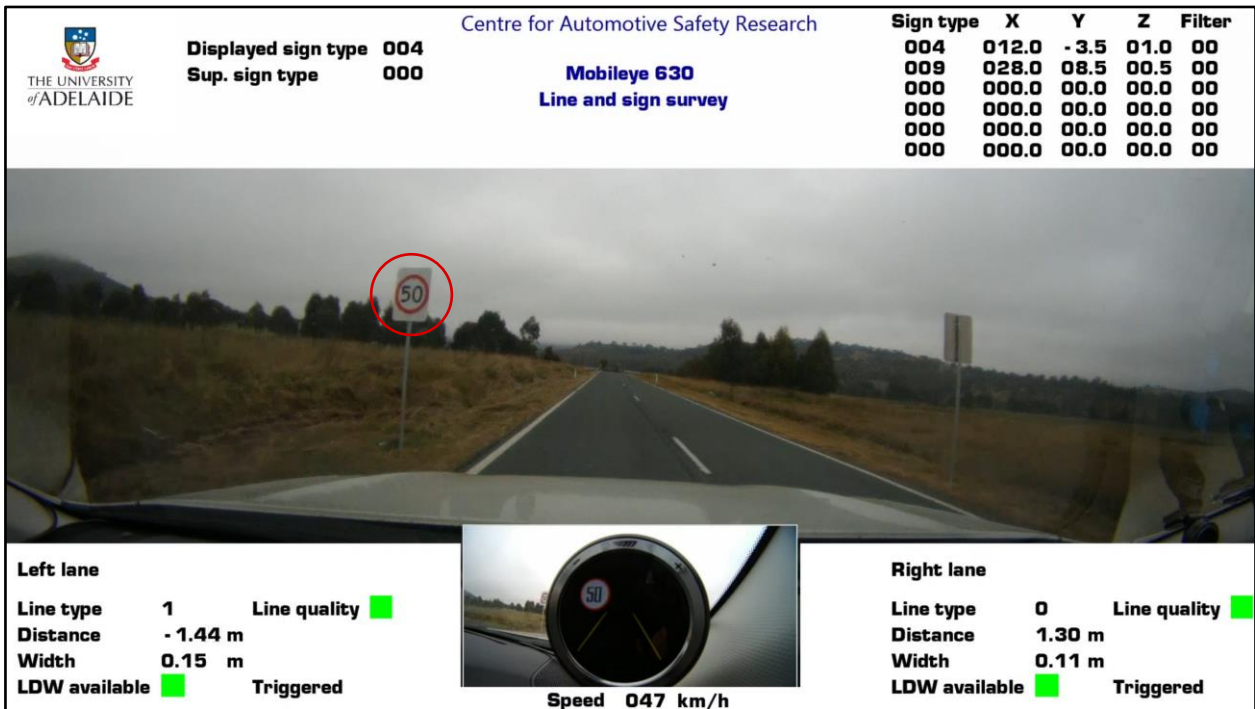 THE UNIVERSITY
of ADELAIDE
Displayed sign type 004
Sup. sign type 000
Centre for Automotive Safety Research
Mobileye 630
Line and sign survey
Sign type X Y Z Filter
004 012.0 - 3.5 01.0 00
009 028.0 08.5 00.5 00
000 000.0 00.0 00.0 00
000 000.0 00.0 00.0 00
000 000.0 00.0 00.0 00
000 000.0 00.0 00.0 00
50
Left lane
Line type 1 Line quality
Distance - 1.44 m
Width 0.15 m
LDW available Triggered
50
Speed 047 km/h
Right lane
Line type 0 Line quality
Distance 1.30 m
Width 0.11 m
LDW available Triggered